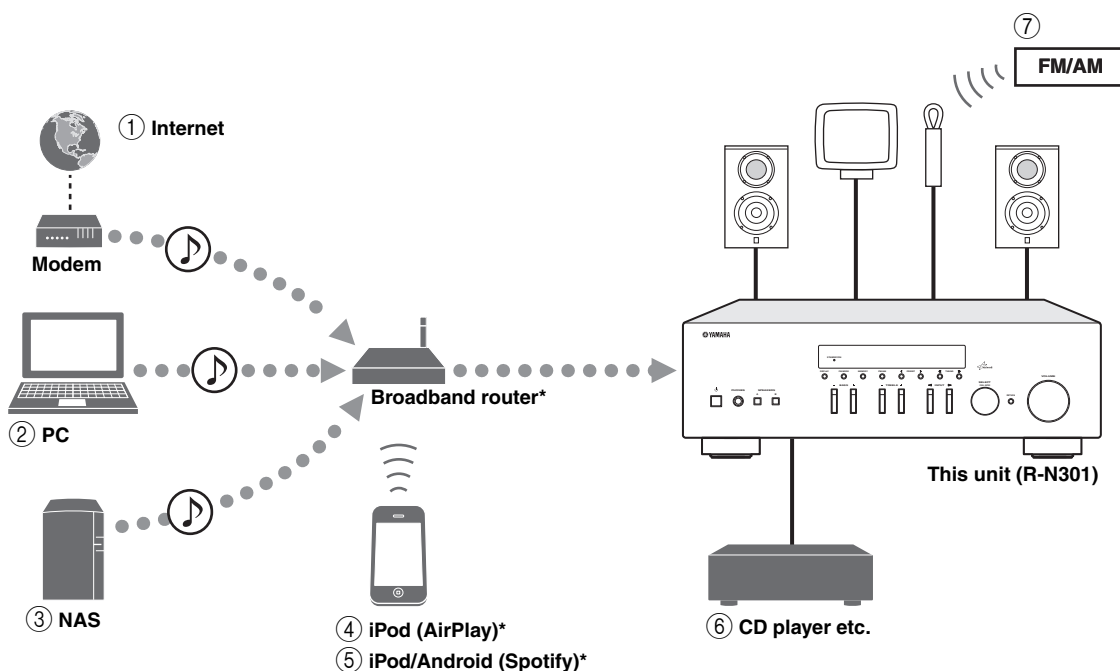 ⑦
FM/AM
① Internet
Modem
② PC
Broadband router*
YAMAHA
This unit (R-N301)
③ NAS
④ iPod (AirPlay)*
⑤ iPod/Android (Spotify)*
⑥ CD player etc.